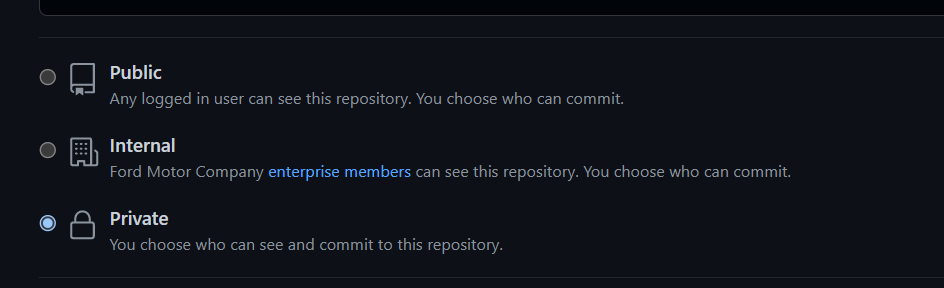 Public
Any logged in user can see this repository. You choose who can commit.
Internal
Ford Motor Company enterprise members can see this repository. You choose who can commit.
Private
You choose who can see and commit to this repository.